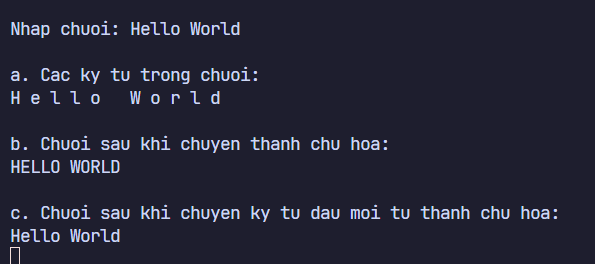 Nhap chuoi: Hello World
a. Cac ky tu trong chuoi:
H e l l o   W o r l d
b. Chuoi sau khi chuyen thanh chu hoa:
HELLO WORLD
c. Chuoi sau khi chuyen ky tu dau moi tu thanh chu hoa:
Hello World